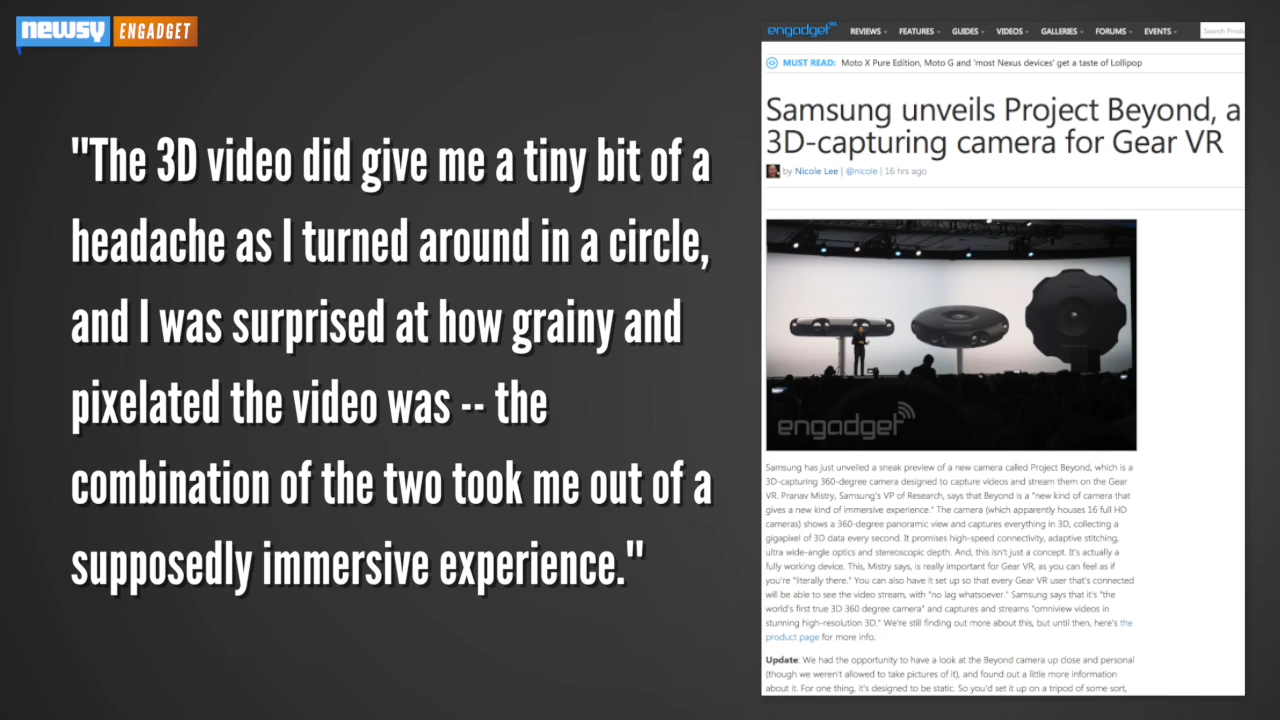 newsy ENGADGET
"The 3D video did give me a tiny bit of a
headache as I turned around in a circle,
and I was surprised at how grainy and
pixelated the video was -- the
combination of the two took me out of a
supposedly immersive experience."
engadget REVIEWS FEATURES GUIDES VIDEOS GALLERIES FORUMS EVENTS Search Produ
MUST READ: Moto X Pure Edition, Moto G and 'most Nexus devices' get a taste of Lollipop
Samsung unveils Project Beyond, a
3D-capturing camera for Gear VR
by Nicole Lee | @nicole | 16 hrs ago
engadget
Samsung has just unveiled a sneak preview of a new camera called Project Beyond, which is a
3D-capturing 360-degree camera designed to capture videos and stream them on the Gear
VR. Pranav Mistry, Samsung's VP of Research, says that Beyond is a "new kind of camera that
gives a new kind of immersive experience." The camera (which apparently houses 16 full HD
cameras) shows a 360-degree panoramic view and captures everything in 3D, collecting a
gigapixel of 3D data every second. It promises high-speed connectivity, adaptive stitching,
ultra wide-angle optics and stereoscopic depth. And, this isn't just a concept. It's actually a
fully working device. This, Mistry says, is really important for Gear VR, as you can feel as if
you're "literally there." You can also have it set up so that every Gear VR user that's connected
will be able to see the video stream, with "no lag whatsoever." Samsung says that it's "the
world's first true 3D 360 degree camera" and captures and streams "omniview videos in
stunning high-resolution 3D." We're still finding out more about this, but until then, here's the
product page for more info.
Update: We had the opportunity to have a look at the Beyond camera up close and personal
(though we weren't allowed to take pictures of it), and found out a little more information
about it. For one thing, it's designed to be static. So you'd set it up on a tripod of some sort,